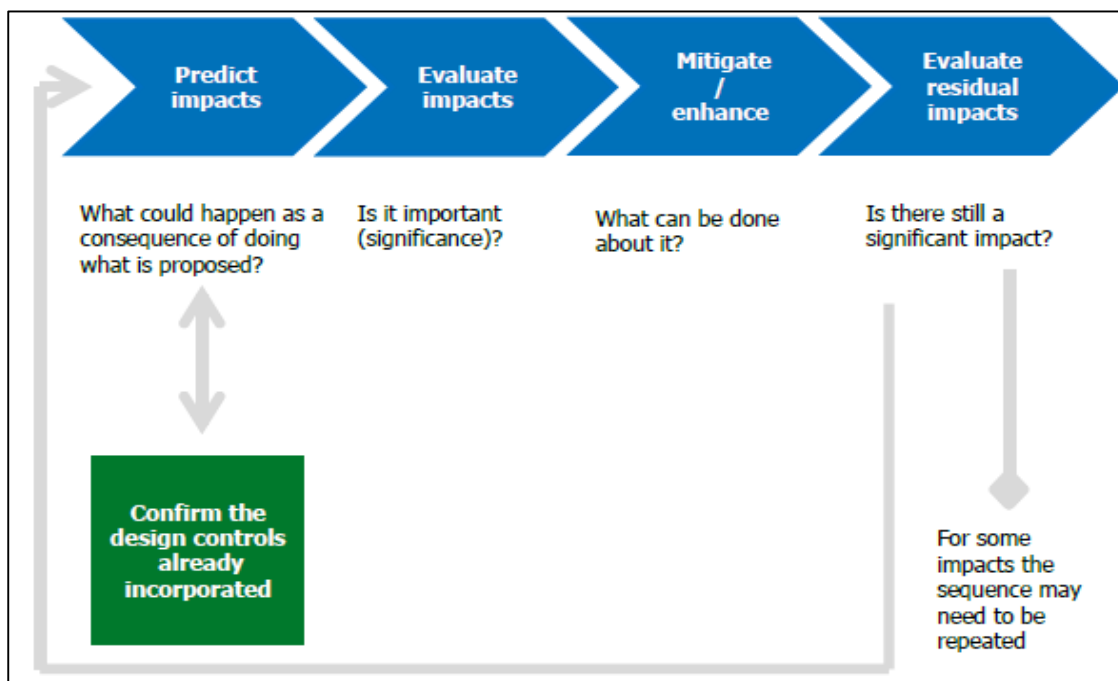 Predict
impacts
Evaluate
impacts
Mitigate
/
enhance
Evaluate
residual
impacts
What could happen as a
consequence of doing
what is proposed?
Is it important
(significance)?
What can be done
about it?
Is there still a
significant impact?
Confirm the
design controls
already
incorporated
For some
impacts the
sequence may
need to be
repeated